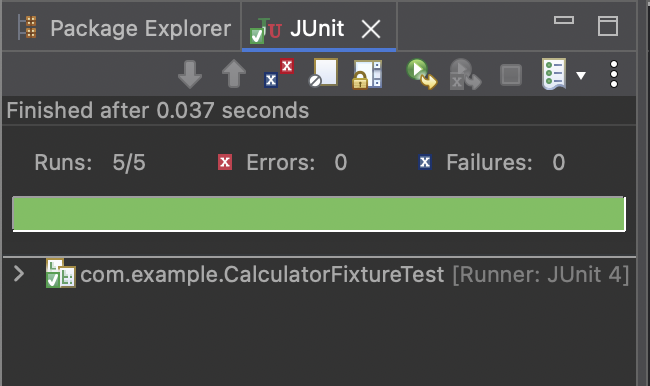 Package Explorer JUnit
Finished after 0.037 seconds
Runs: 5/5 Errors: 0 Failures: 0
com.example.CalculatorFixtureTest [Runner: JUnit 4]